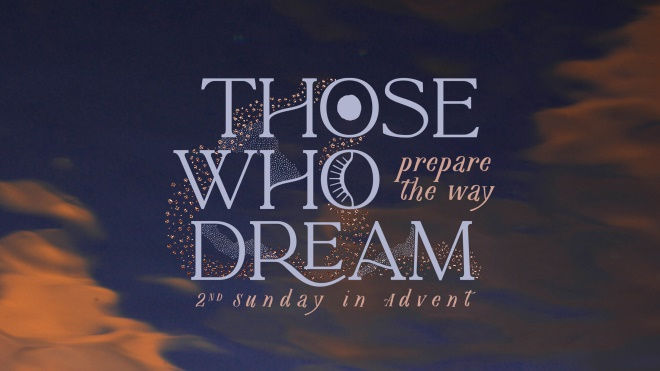 THOSE
WHO
prepare
the way
DREAM
2ND Sunday in Advent